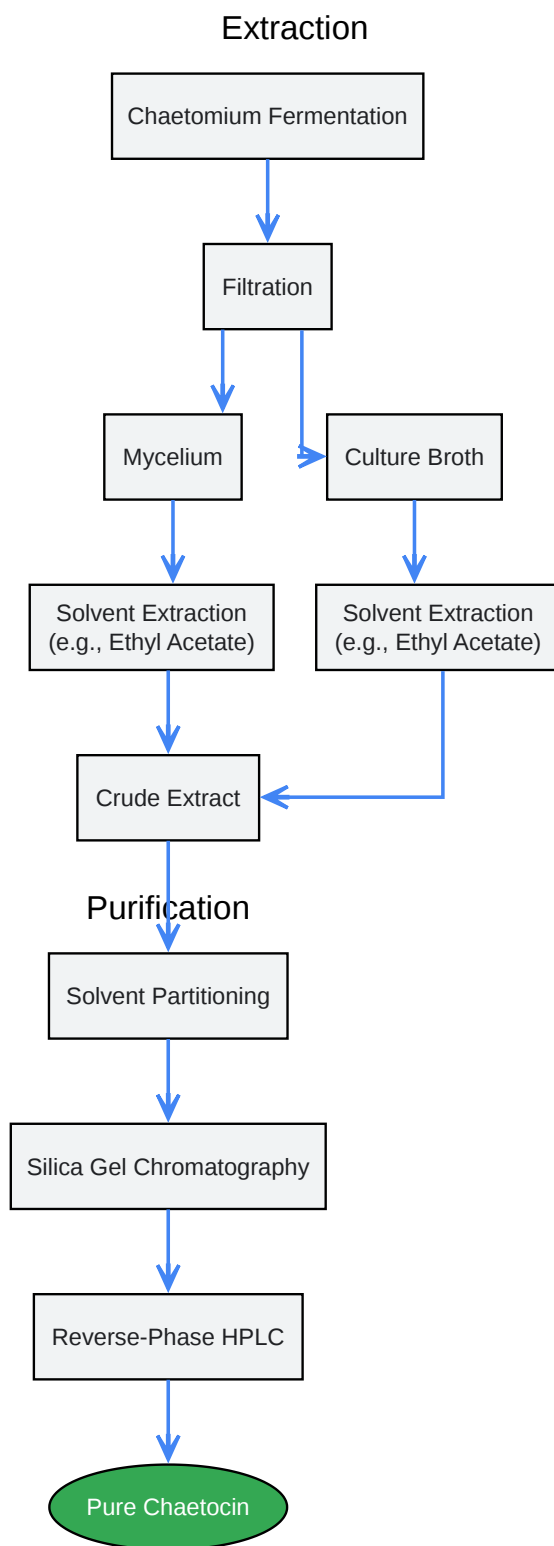 Extraction
Chaetomium Fermentation
Filtration
Mycelium
Culture Broth
Solvent Extraction
(e.g., Ethyl Acetate)
Solvent Extraction
(e.g., Ethyl Acetate)
Crude Extract
Purification
Solvent Partitioning
Silica Gel Chromatography
Reverse-Phase HPLC
Pure Chaetocin